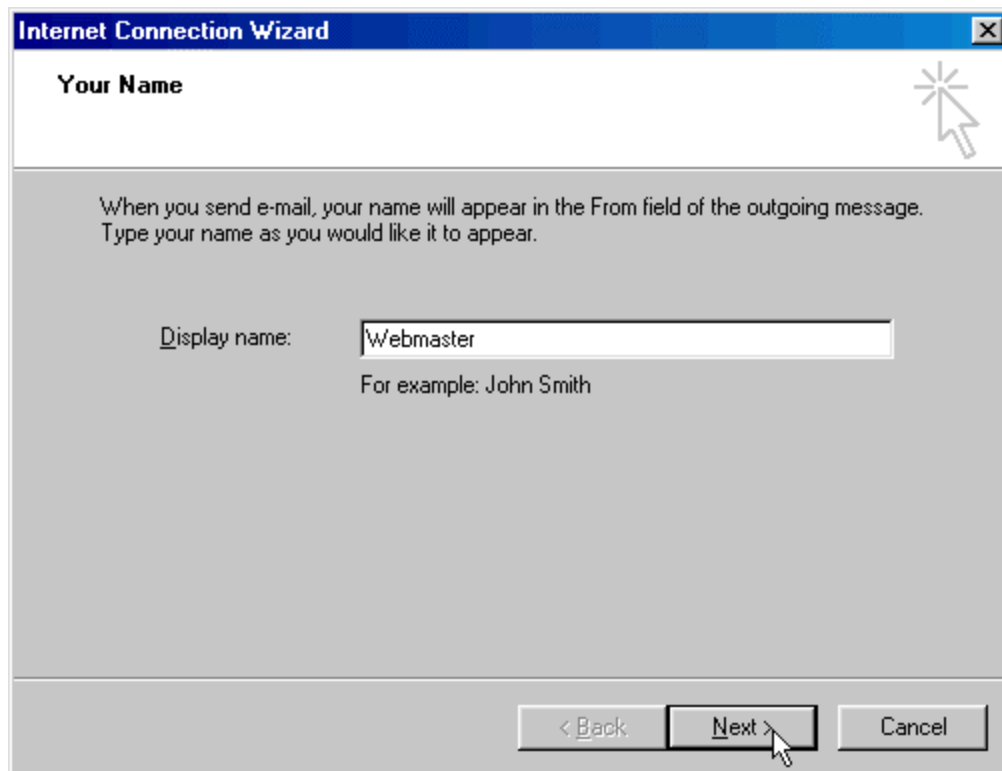 Internet Connection Wizard
Your Name
When you send e-mail, your name will appear in the From field of the outgoing message.
Type your name as you would like it to appear.
Display name: Webmaster
For example: John Smith
< Back Next > Cancel